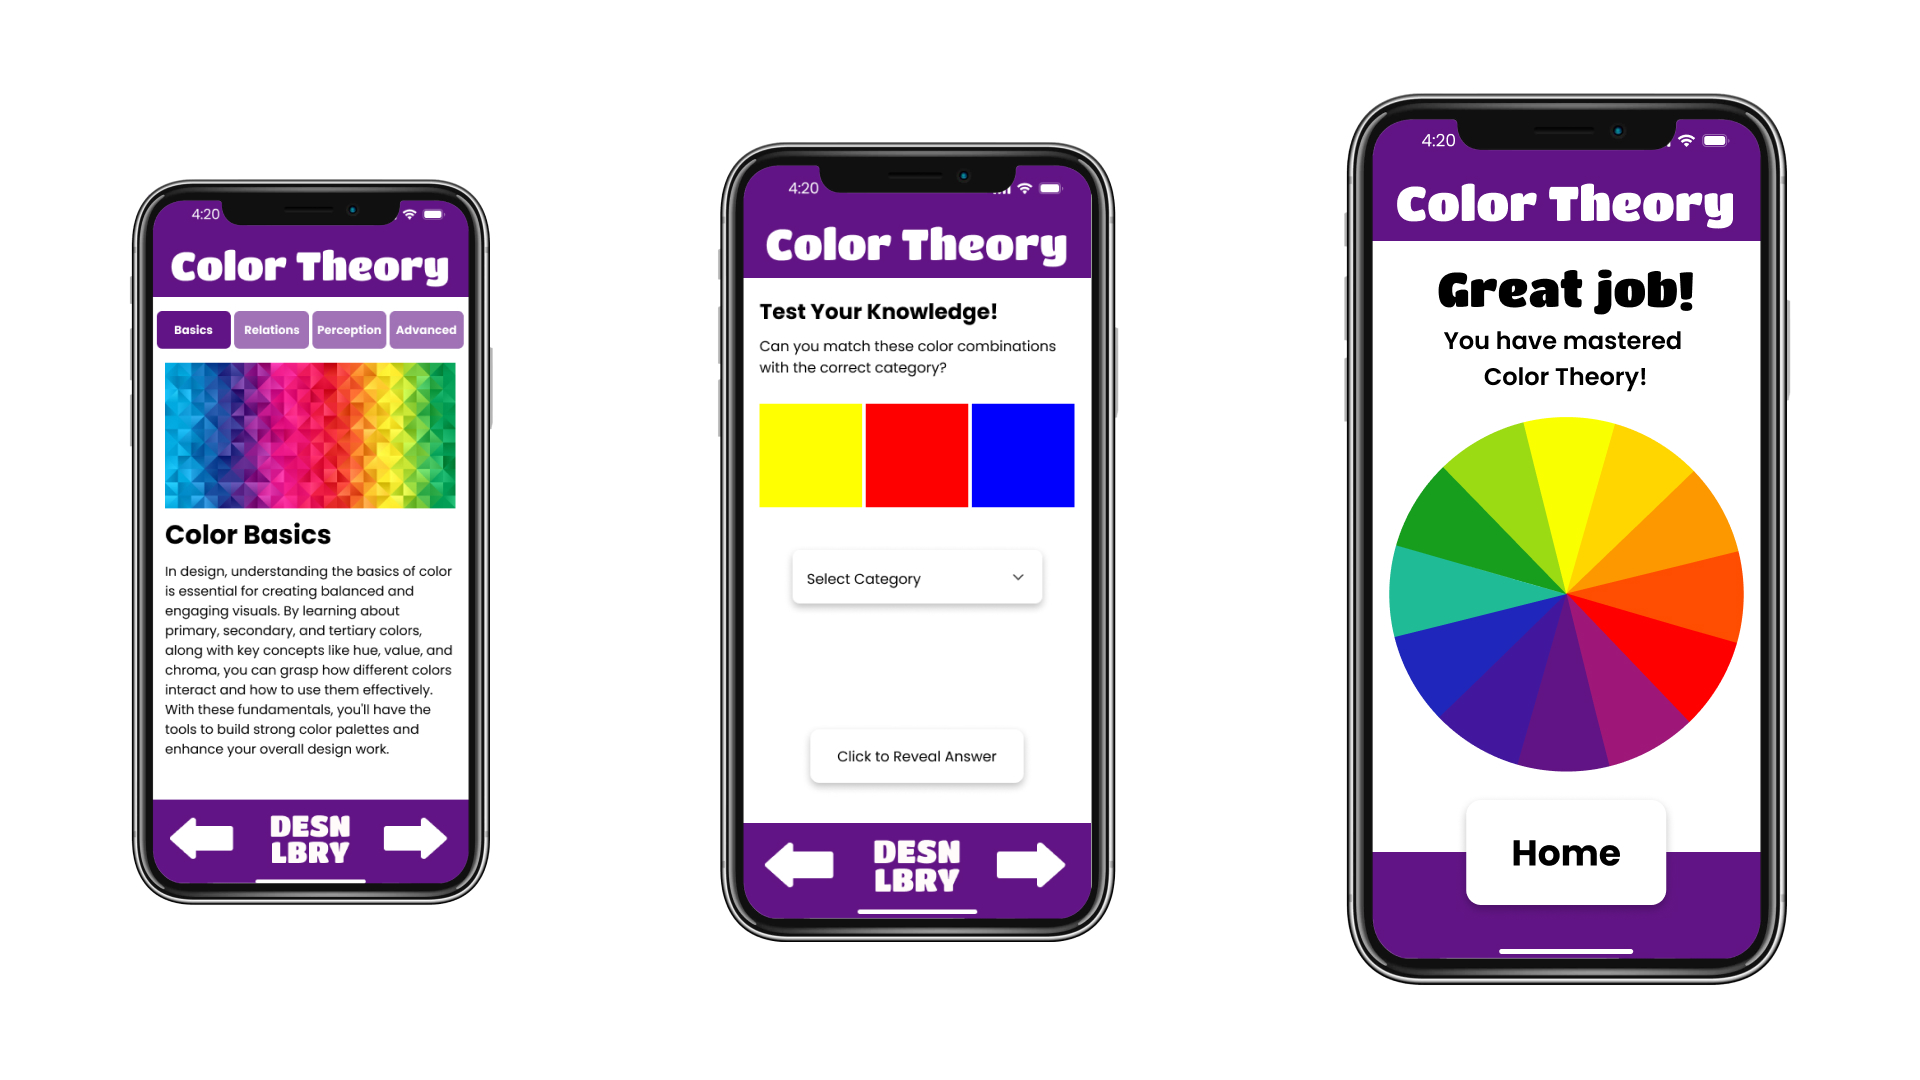 4:20
Color Theory
Basics Relations Perception Advanced
Color Basics
In design, understanding the basics of color
is essential for creating balanced and
engaging visuals. By learning about
primary, secondary, and tertiary colors,
along with key concepts like hue, value, and
chroma, you can grasp how different colors
interact and how to use them effectively.
With these fundamentals, you'll have the
tools to build strong color palettes and
enhance your overall design work.
DESN
LBRY
4:20
Color Theory
Test Your Knowledge!
Can you match these color combinations
with the correct category?
Select Category
Click to Reveal Answer
DESN
LBRY
4:20
Color Theory
Great job!
You have mastered
Color Theory!
Home